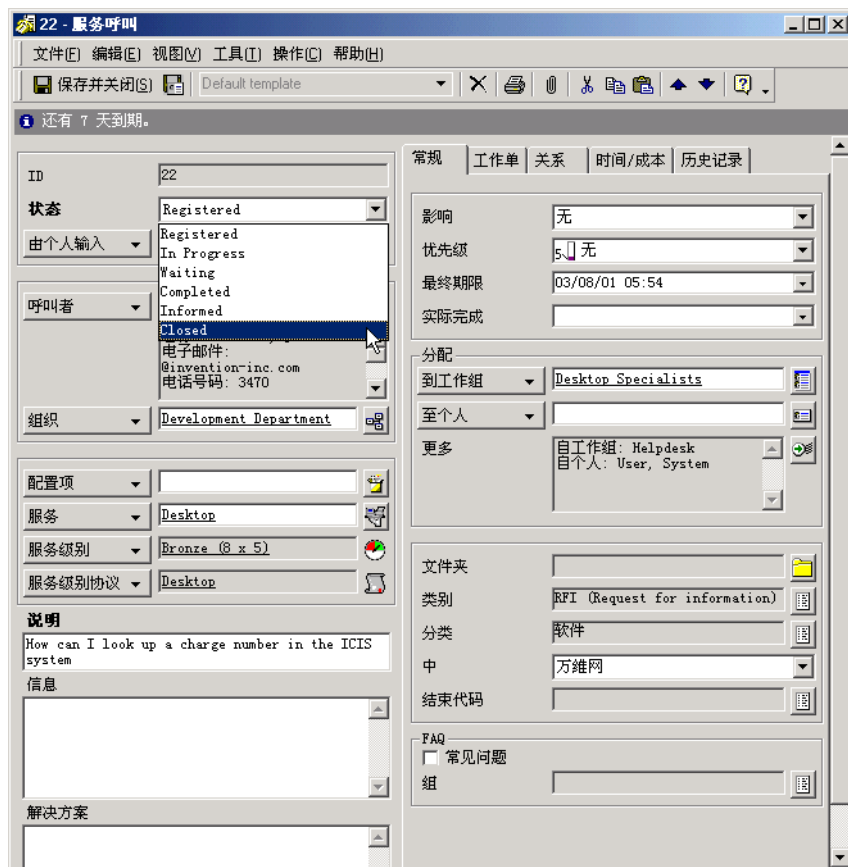 22 - 服务呼叫
文件(F) 编辑(E) 视图(V) 工具(T) 操作(C) 帮助(H)
保存并关闭(S) Default template
还有 7 天到期。
ID 22
状态 Registered
Registered
In Progress
Waiting
Completed
Informed
Closed
由个人输入
呼叫者
电子邮件:
@invention-inc.com
电话号码: 3470
组织 Development Department
配置项
服务 Desktop
服务级别 Bronze (8 x 5)
服务级别协议 Desktop
说明
How can I look up a charge number in the ICIS
system
信息
解决方案
常规 工作单 关系 时间/成本 历史记录
影响 无
优先级 5 无
最终期限 03/08/01 05:54
实际完成
分配
到工作组 Desktop Specialists
至个人
更多 自工作组: Helpdesk
自个人: User, System
文件夹
类别 RFI (Request for information)
分类 软件
中 万维网
结束代码
FAQ
常见问题
组